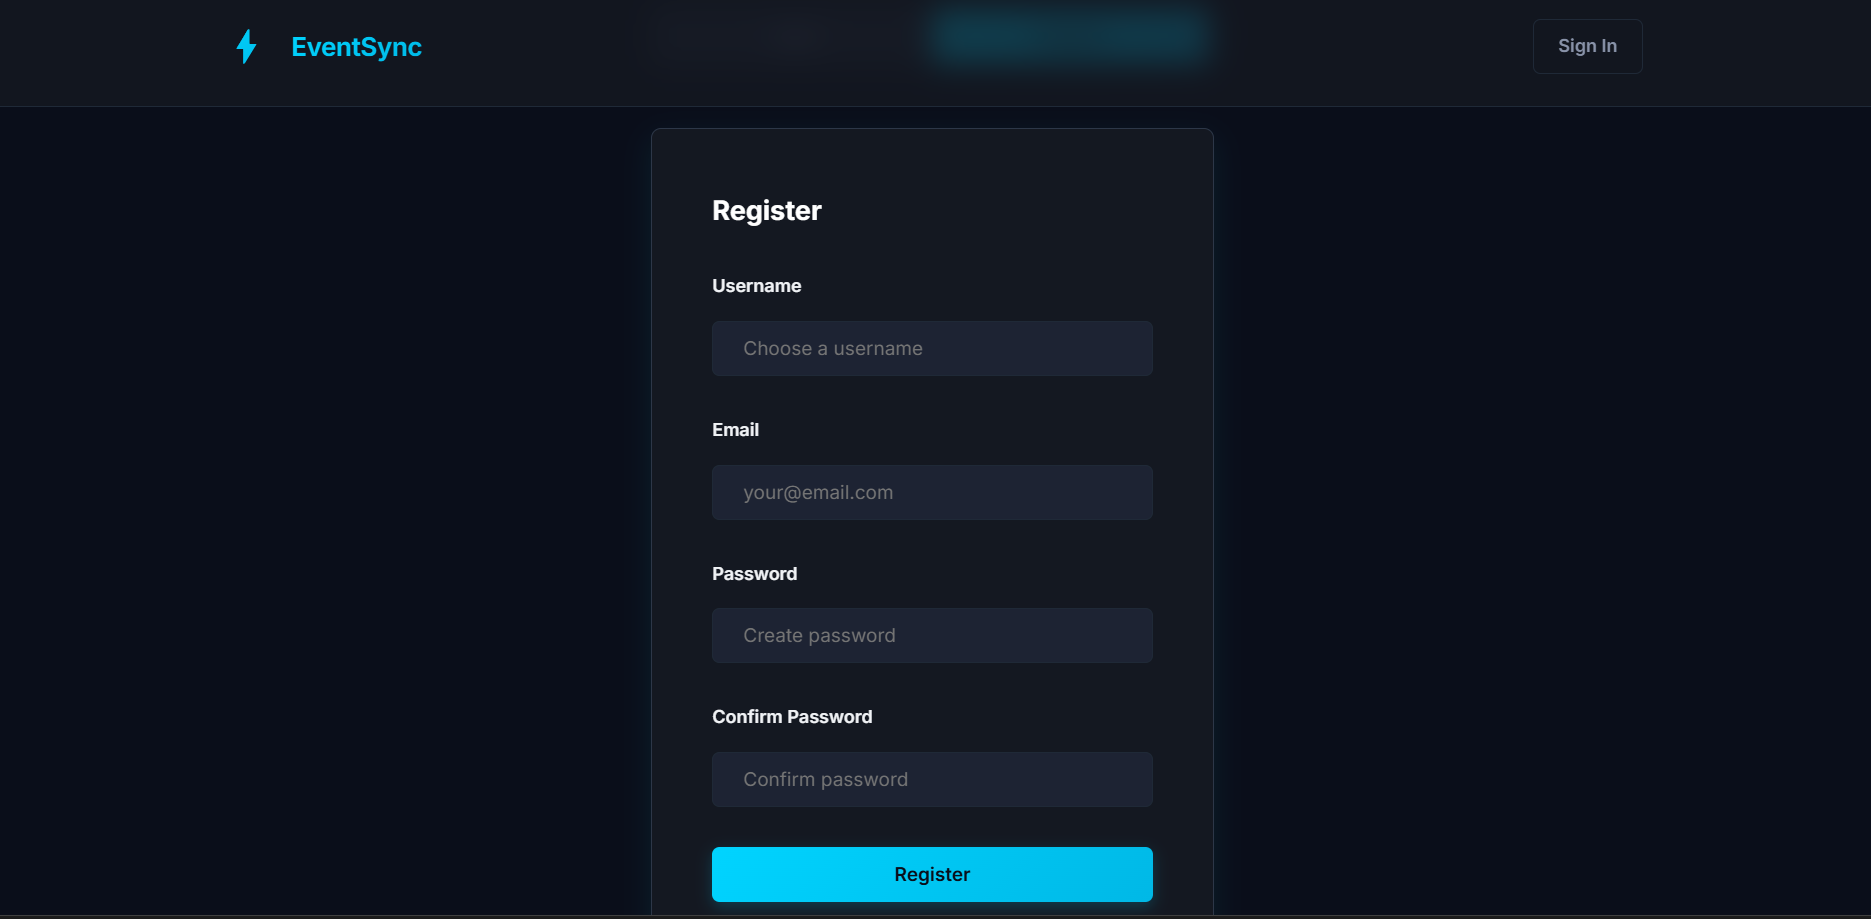 EventSync
Sign In
Register
Username
Choose a username
Email
your@email.com
Password
Create password
Confirm Password
Confirm password
Register